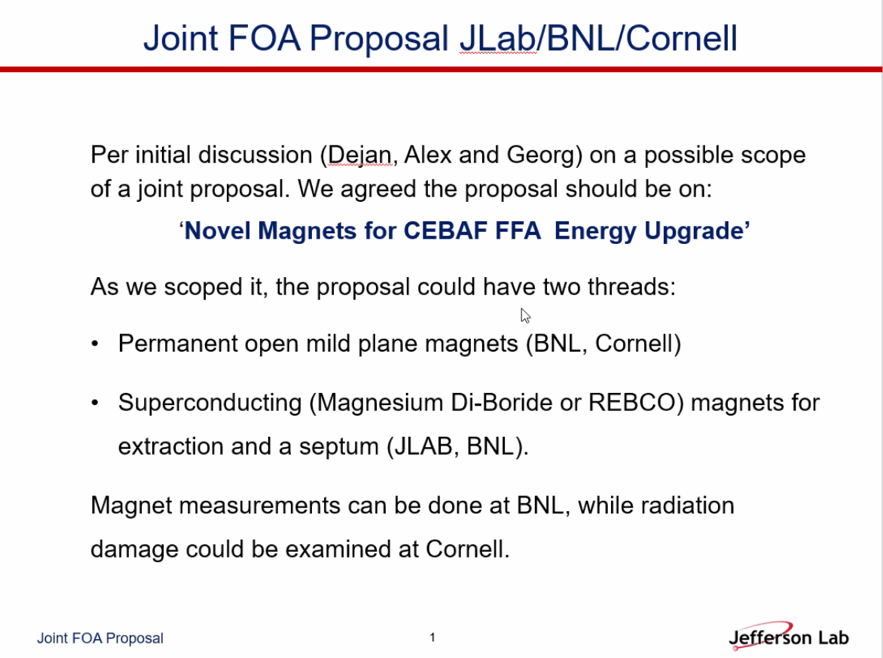 Joint FOA Proposal JLab/BNL/Cornell
Per initial discussion (Dejan, Alex and Georg) on a possible scope
of a joint proposal. We agreed the proposal should be on:
‘Novel Magnets for CEBAF FFA Energy Upgrade’
As we scoped it, the proposal could have two threads:
• Permanent open mild plane magnets (BNL, Cornell)
• Superconducting (Magnesium Di-Boride or REBCO) magnets for
extraction and a septum (JLAB, BNL).
Magnet measurements can be done at BNL, while radiation
damage could be examined at Cornell.
Joint FOA Proposal
1
Jefferson Lab